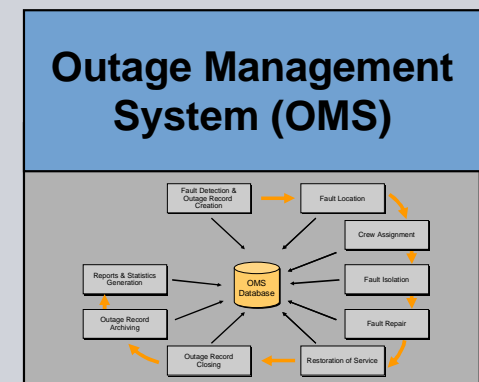 Outage Management
System (OMS)
Fault Detection &
Outage Record
Creation
Fault Location
Crew Assignment
Reports & Statistics
Generation
OMS
Database
Fault Isolation
Outage Record
Archiving
Fault Repair
Outage Record
Closing
Restoration of Service